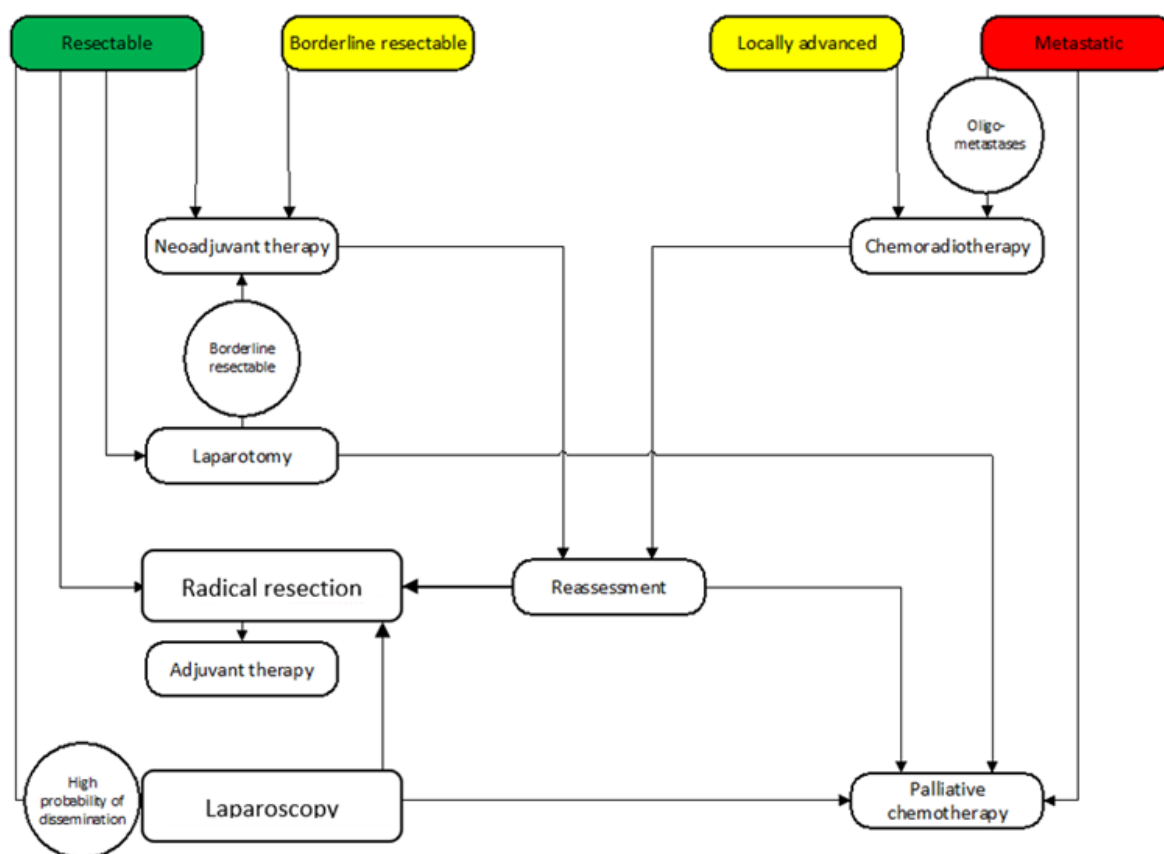 Resectable
Borderline resectable
Locally advanced
Metastatic
Oligo-
metastases
Neoadjuvant therapy
Chemoradiotherapy
Borderline
resectable
Laparotomy
Radical resection
Reassessment
Adjuvant therapy
High
probability of
dissemination
Laparoscopy
Palliative
chemotherapy